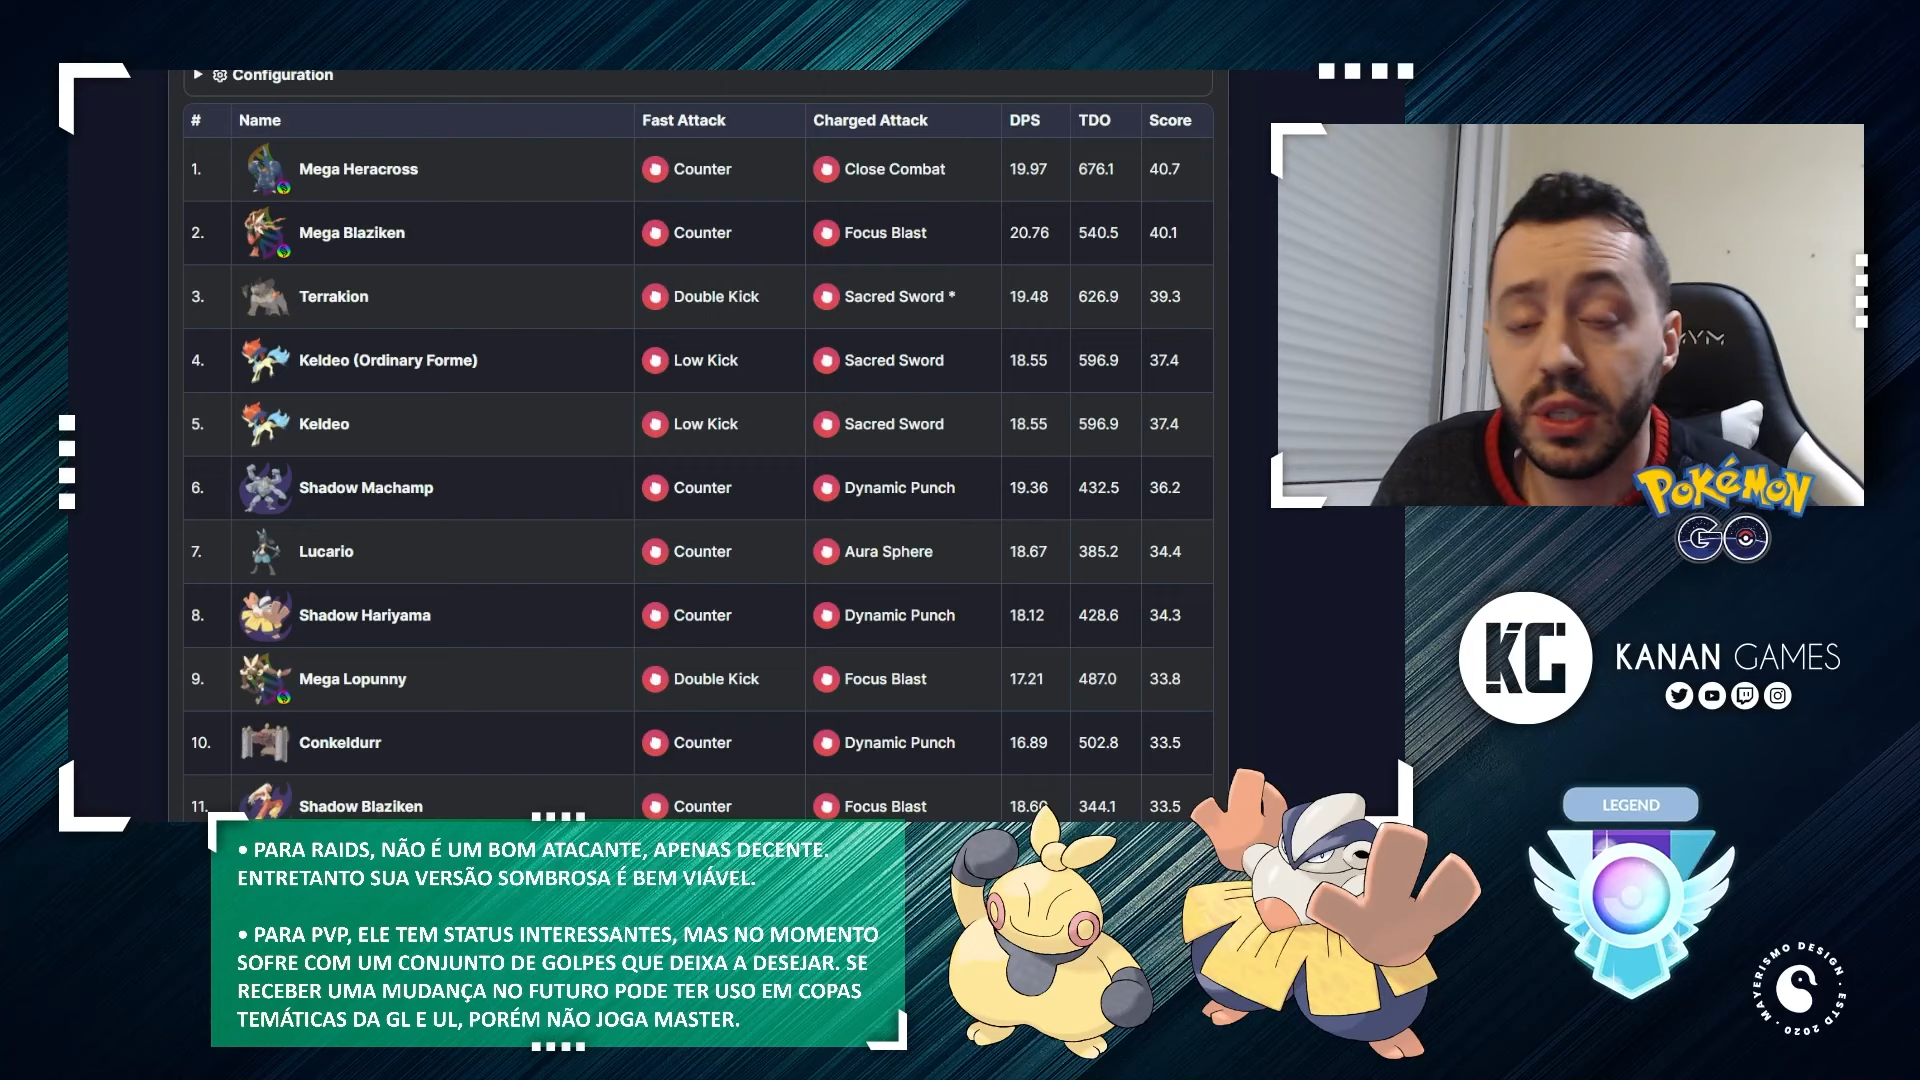 Configuration
# Name Fast Attack Charged Attack DPS TDO Score
1. Mega Heracross Counter Close Combat 19.97 676.1 40.7
2. Mega Blaziken Counter Focus Blast 20.76 540.5 40.1
3. Terrakion Double Kick Sacred Sword * 19.48 626.9 39.3
4. Keldeo (Ordinary Forme) Low Kick Sacred Sword 18.55 596.9 37.4
5. Keldeo Low Kick Sacred Sword 18.55 596.9 37.4
6. Shadow Machamp Counter Dynamic Punch 19.36 432.5 36.2
7. Lucario Counter Aura Sphere 18.67 385.2 34.4
8. Shadow Hariyama Counter Dynamic Punch 18.12 428.6 34.3
9. Mega Lopunny Double Kick Focus Blast 17.21 487.0 33.8
10. Conkeldurr Counter Dynamic Punch 16.89 502.8 33.5
11. Shadow Blaziken Counter Focus Blast 344.1 33.5
• PARA RAIDS, NÃO É UM BOM ATACANTE, APENAS DECENTE.
ENTRETANTO SUA VERSÃO SOMBROSA É BEM VIÁVEL.
• PARA PVP, ELE TEM STATUS INTERESSANTES, MAS NO MOMENTO
SOFRE COM UM CONJUNTO DE GOLPES QUE DEIXA A DESEJAR. SE
RECEBER UMA MUDANÇA NO FUTURO PODE TER USO EM COPAS
TEMÁTICAS DA GL E UL, PORÉM NÃO JOGA MASTER.
POKÉMON
GO
KG
KANAN GAMES
LEGEND
MAYERISMO DESIGN · ESTD 2020 ·